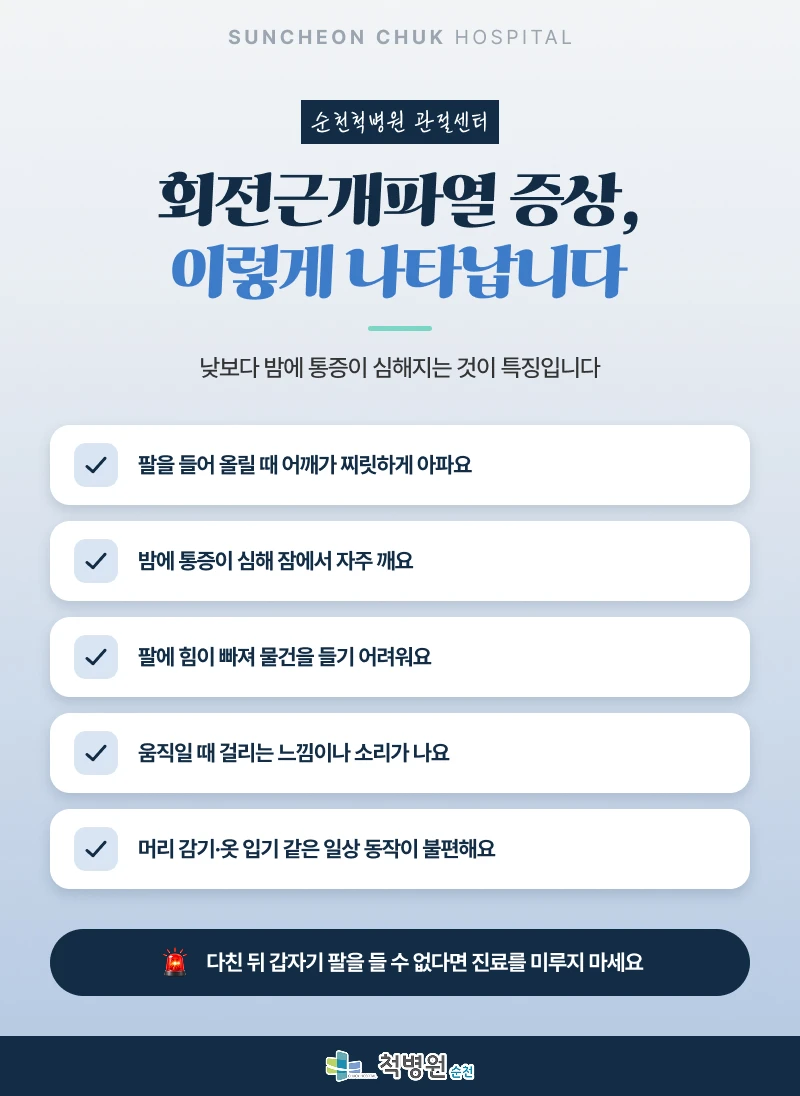 SUNCHEON CHUK HOSPITAL
순천척병원 관절센터
회전근개파열 증상,
이렇게 나타납니다
낮보다 밤에 통증이 심해지는 것이 특징입니다
팔을 들어 올릴 때 어깨가 찌릿하게 아파요
밤에 통증이 심해 잠에서 자주 깨요
팔에 힘이 빠져 물건을 들기 어려워요
움직일 때 걸리는 느낌이나 소리가 나요
머리 감기·옷 입기 같은 일상 동작이 불편해요
다친 뒤 갑자기 팔을 들 수 없다면 진료를 미루지 마세요
척병원 순천